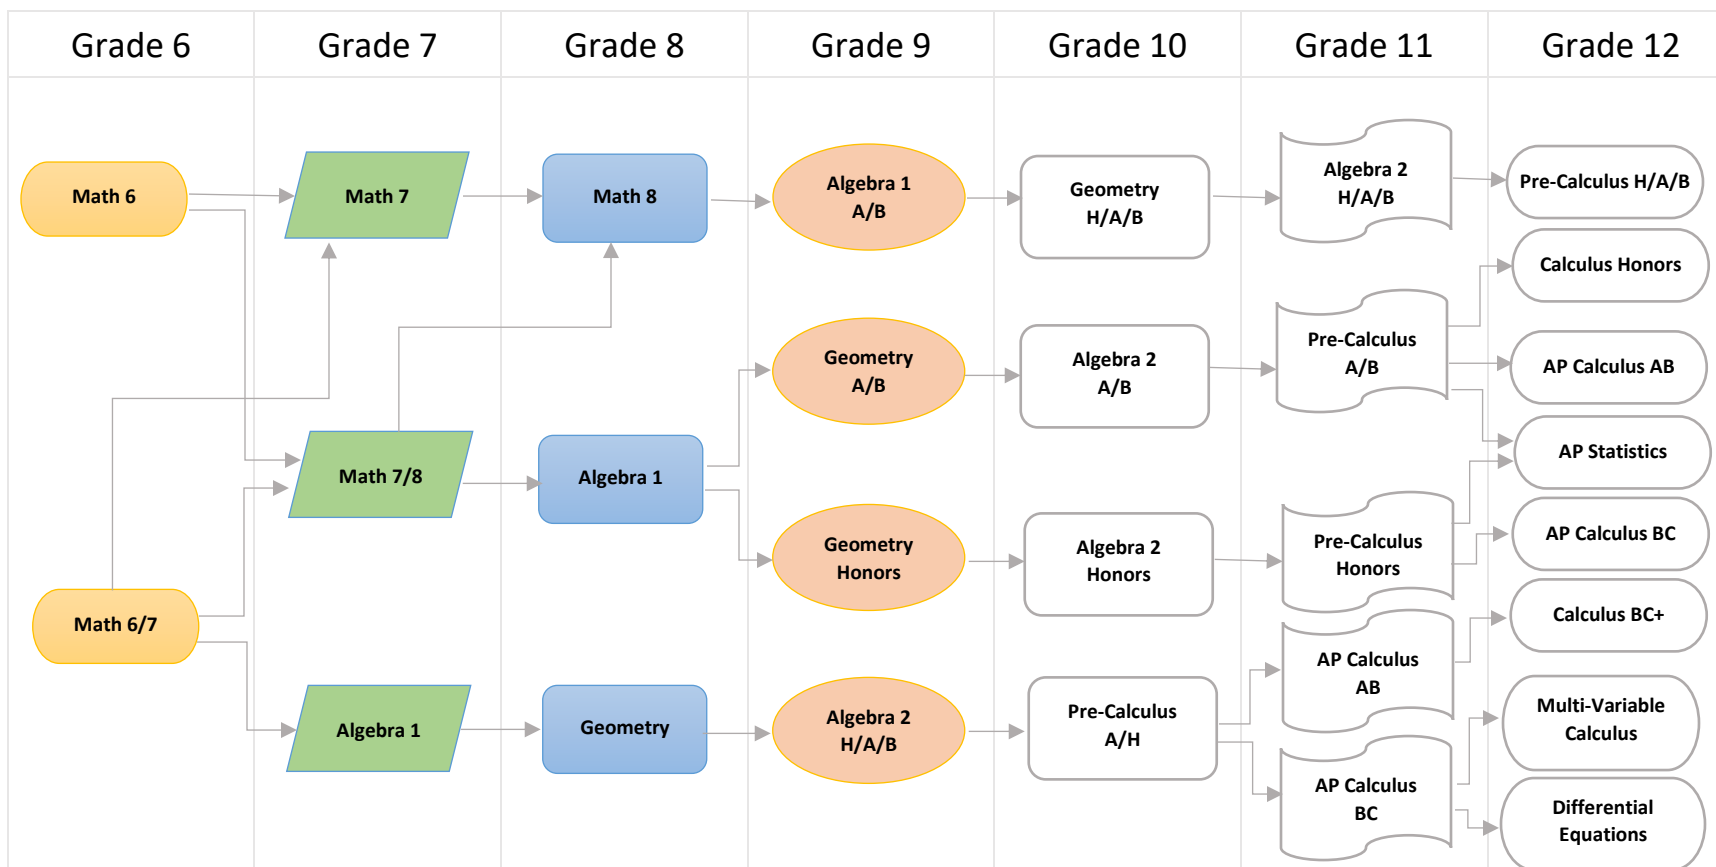 Grade 6
Grade 7
Grade 8
Grade 9
Grade 10
Grade 11
Grade 12
Math 6
Math 7
Math 8
Algebra 1
A/B
Geometry
H/A/B
Algebra 2
H/A/B
Pre-Calculus H/A/B
Calculus Honors
Geometry
A/B
Algebra 2
A/B
Pre-Calculus
A/B
AP Calculus AB
AP Statistics
Math 7/8
Algebra 1
Geometry
Honors
Algebra 2
Honors
Pre-Calculus
Honors
AP Calculus BC
Math 6/7
Calculus BC+
AP Calculus
AB
Algebra 1
Geometry
Algebra 2
H/A/B
Pre-Calculus
A/H
Multi-Variable
Calculus
AP Calculus
BC
Differential
Equations